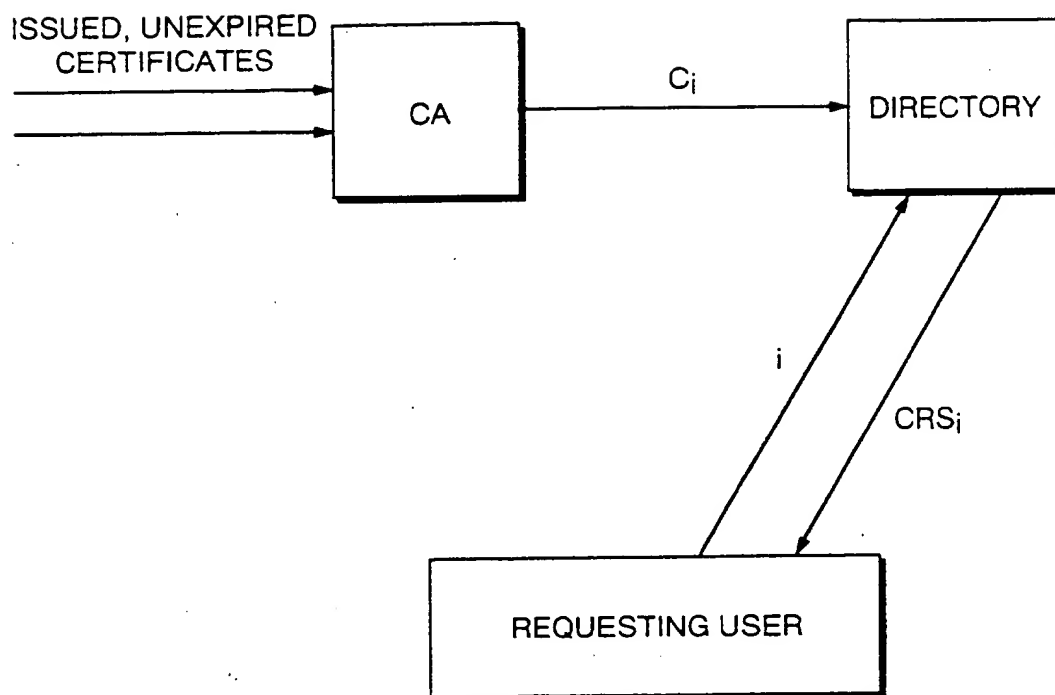 ISSUED, UNEXPIRED
CERTIFICATES
CA
Ci
DIRECTORY
i
CRSi
REQUESTING USER